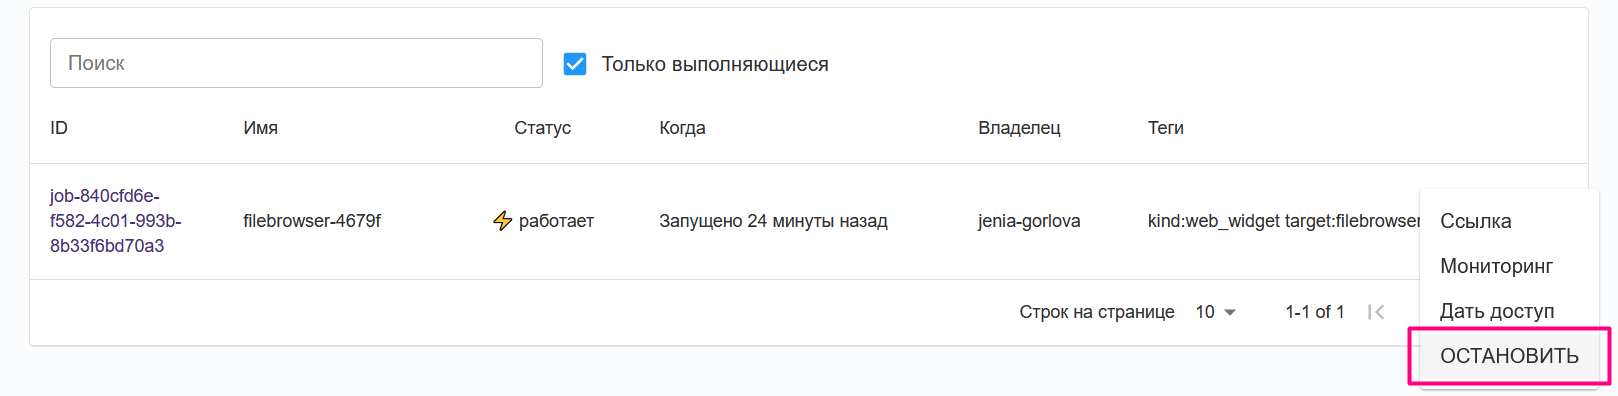 Поиск
Только выполняющиеся
ID Имя Статус Когда Владелец Теги
job-840cfd6e-
f582-4c01-993b-
8b33f6bd70a3
filebrowser-4679f
работает
Запущено 24 минуты назад
jenia-gorlova
kind:web_widget target:filebrowser
Ссылка
Мониторинг
Дать доступ
ОСТАНОВИТЬ
Строк на странице 10 1-1 of 1